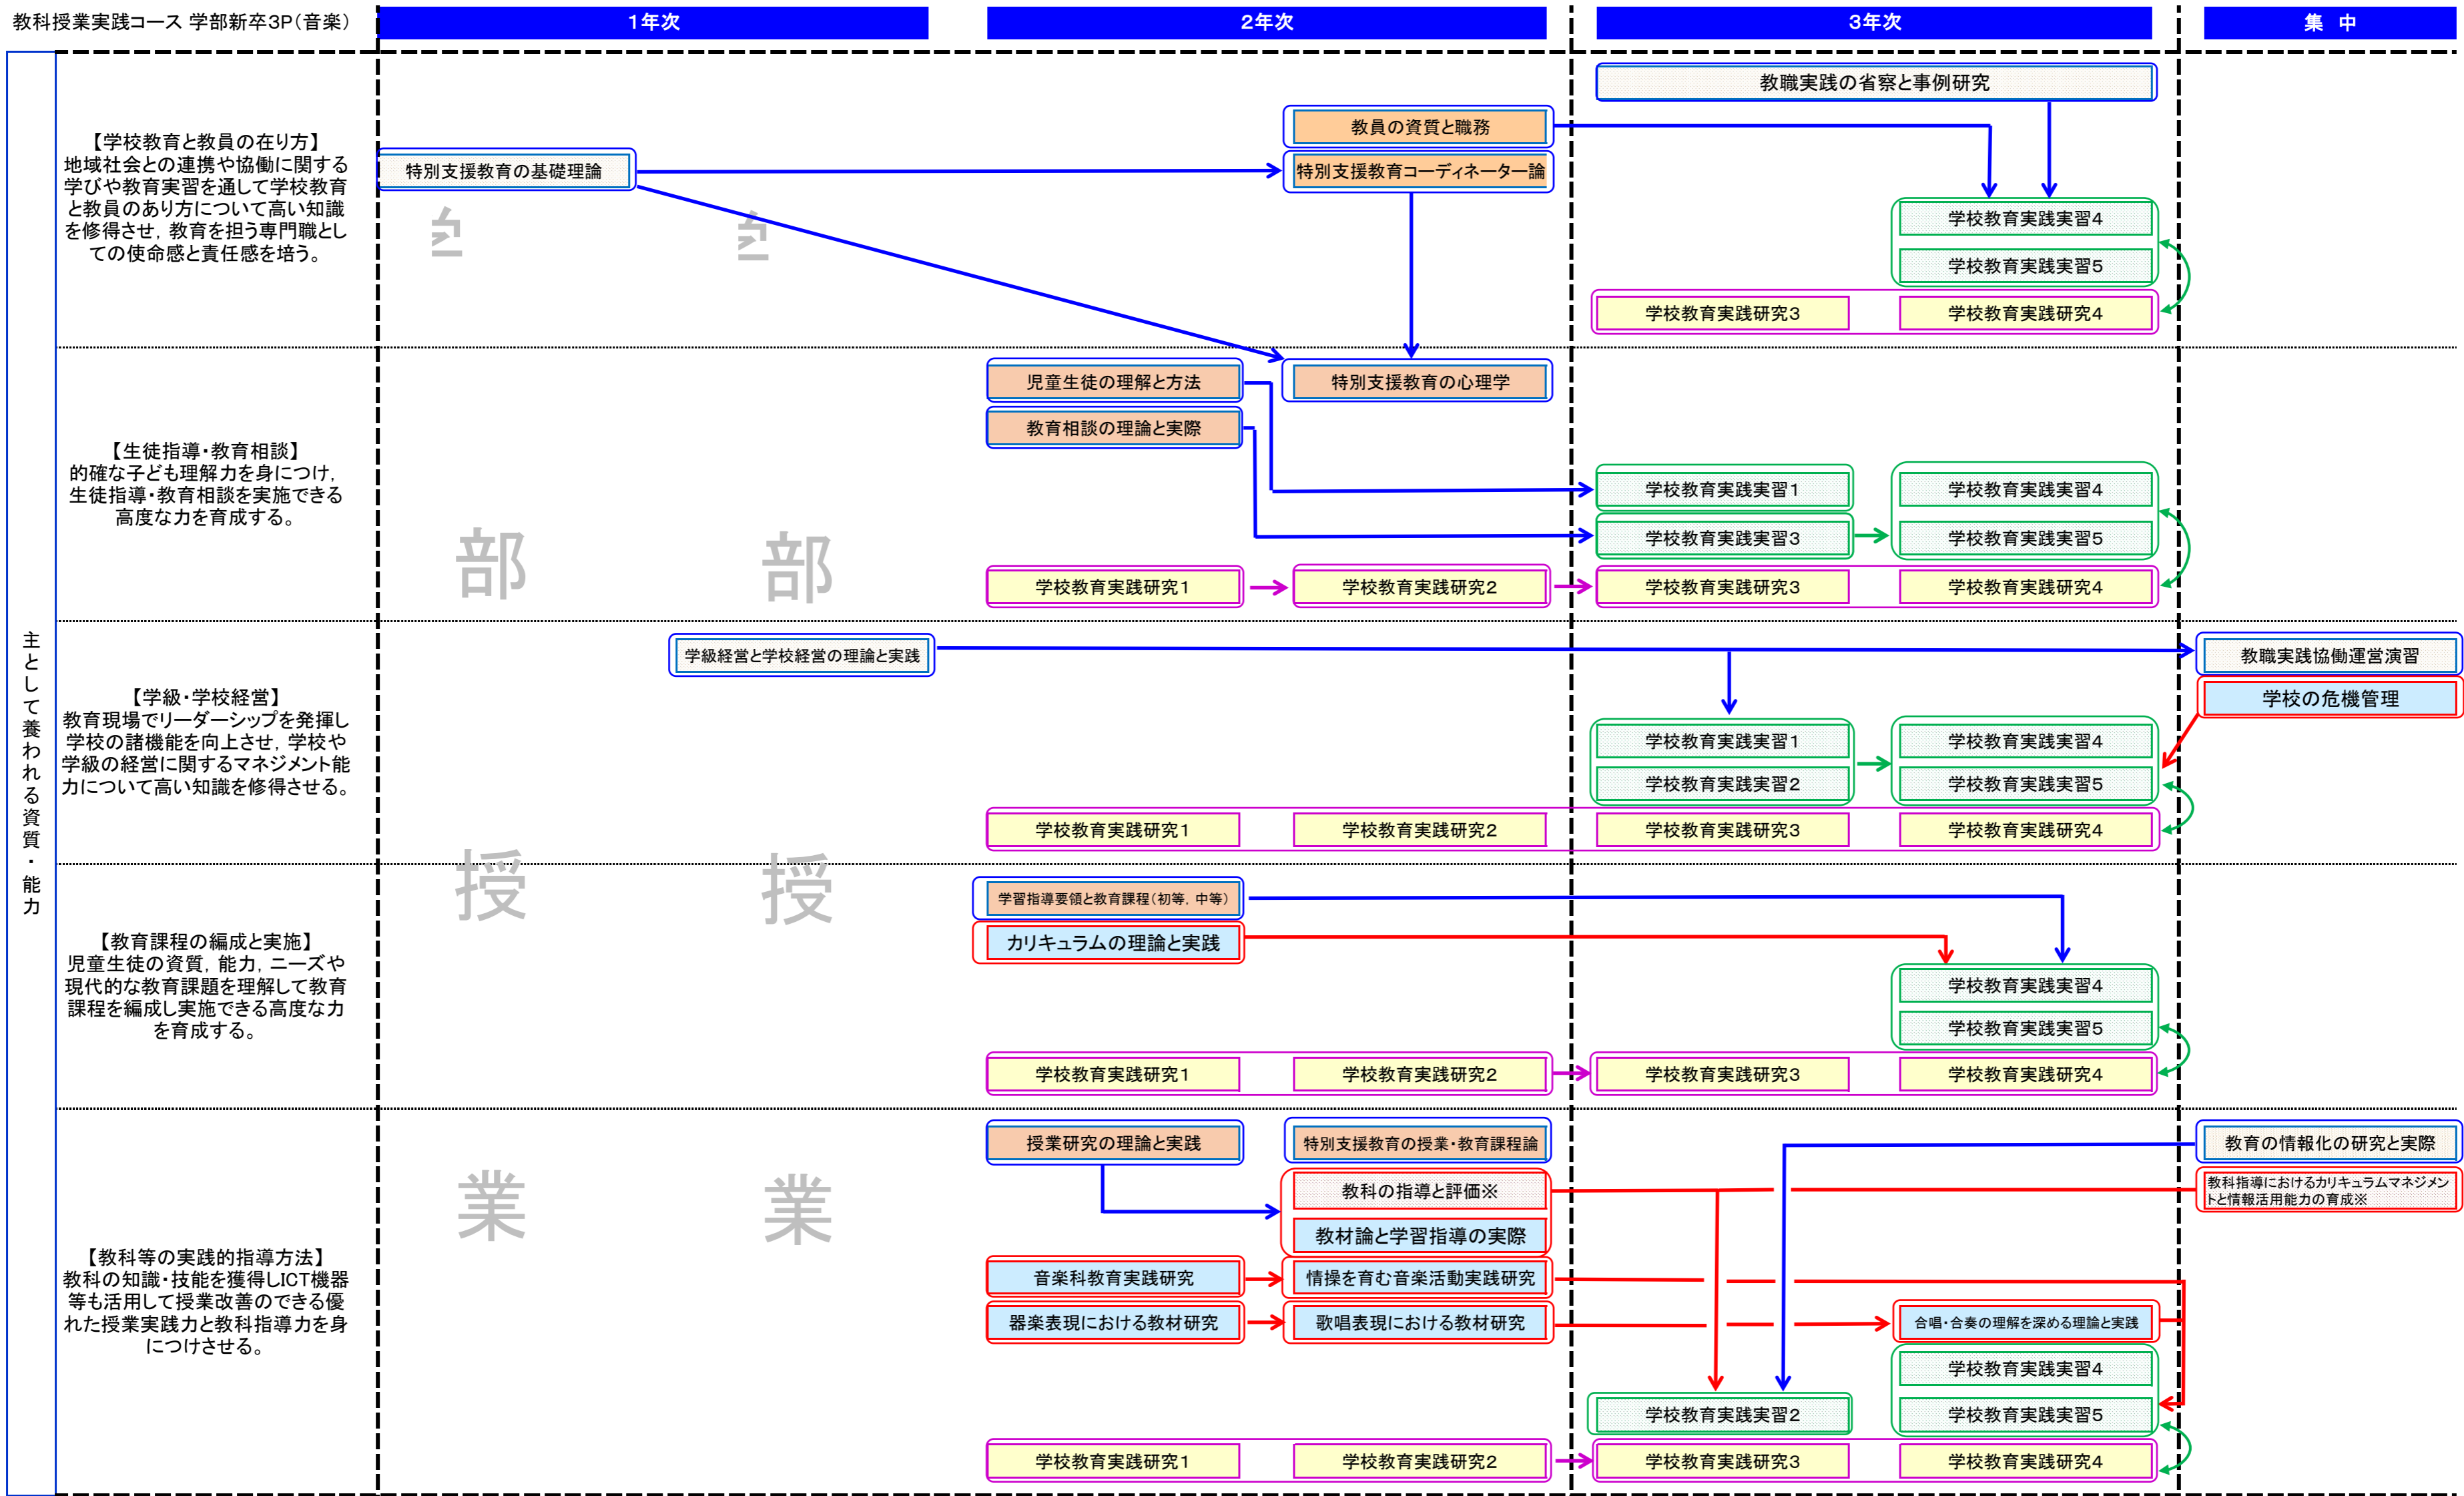 教科授業実践コース 学部新卒3P(音楽)
1年次
2年次
3年次
集 中
主として養われる資質・能力
【学校教育と教員の在り方】
地域社会との連携や協働に関する
学びや教育実習を通して学校教育
と教員のあり方について高い知識
を修得させ，教育を担う専門職とし
ての使命感と責任感を培う。
教職実践の省察と事例研究
教員の資質と職務
特別支援教育の基礎理論
特別支援教育コーディネーター論
学校教育実践実習4
学校教育実践実習5
学校教育実践研究3
学校教育実践研究4
【生徒指導・教育相談】
的確な子ども理解力を身につけ，
生徒指導・教育相談を実施できる
高度な力を育成する。
児童生徒の理解と方法
特別支援教育の心理学
教育相談の理論と実際
学校教育実践実習1
学校教育実践実習4
学校教育実践実習3
学校教育実践実習5
部
部
学校教育実践研究1
学校教育実践研究2
学校教育実践研究3
学校教育実践研究4
【学級・学校経営】
教育現場でリーダーシップを発揮し
学校の諸機能を向上させ，学校や
学級の経営に関するマネジメント能
力について高い知識を修得させる。
学級経営と学校経営の理論と実践
教職実践協働運営演習
学校の危機管理
学校教育実践実習1
学校教育実践実習4
学校教育実践実習2
学校教育実践実習5
学校教育実践研究1
学校教育実践研究2
学校教育実践研究3
学校教育実践研究4
授
授
【教育課程の編成と実施】
児童生徒の資質，能力，ニーズや
現代的な教育課題を理解して教育
課程を編成し実施できる高度な力
を育成する。
学習指導要領と教育課程(初等，中等)
カリキュラムの理論と実践
学校教育実践実習4
学校教育実践実習5
学校教育実践研究1
学校教育実践研究2
学校教育実践研究3
学校教育実践研究4
【教科等の実践的指導方法】
教科の知識・技能を獲得しICT機器
等も活用して授業改善のできる優
れた授業実践力と教科指導力を身
につけさせる。
業
業
授業研究の理論と実践
特別支援教育の授業・教育課程論
教育の情報化の研究と実際
教科の指導と評価※
教科指導におけるカリキュラムマネジメン
トと情報活用能力の育成※
教材論と学習指導の実際
音楽科教育実践研究
情操を育む音楽活動実践研究
器楽表現における教材研究
歌唱表現における教材研究
合唱・合奏の理解を深める理論と実践
学校教育実践実習4
学校教育実践実習2
学校教育実践実習5
学校教育実践研究1
学校教育実践研究2
学校教育実践研究3
学校教育実践研究4